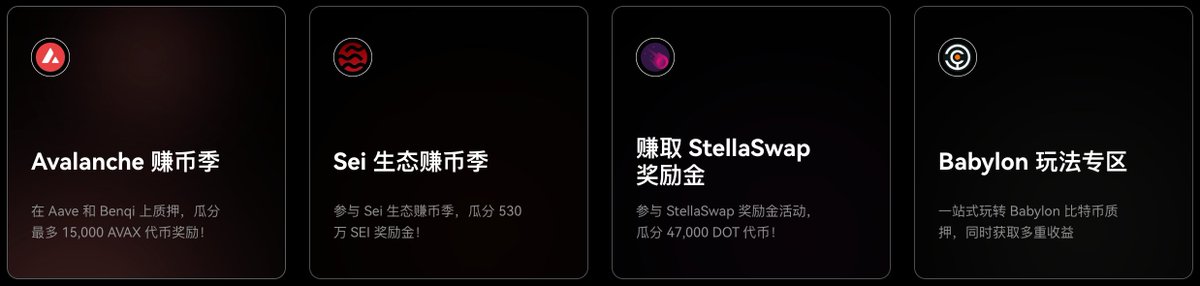 Avalanche 赚币季
在 Aave 和 Benqi 上质押，瓜分
最多 15,000 AVAX 代币奖励！
Sei 生态赚币季
参与 Sei 生态赚币季，瓜分 530
万 SEI 奖励金！
赚取 StellaSwap
奖励金
参与 StellaSwap 奖励金活动，
瓜分 47,000 DOT 代币！
Babylon 玩法专区
一站式玩转 Babylon 比特币质
押，同时获取多重收益